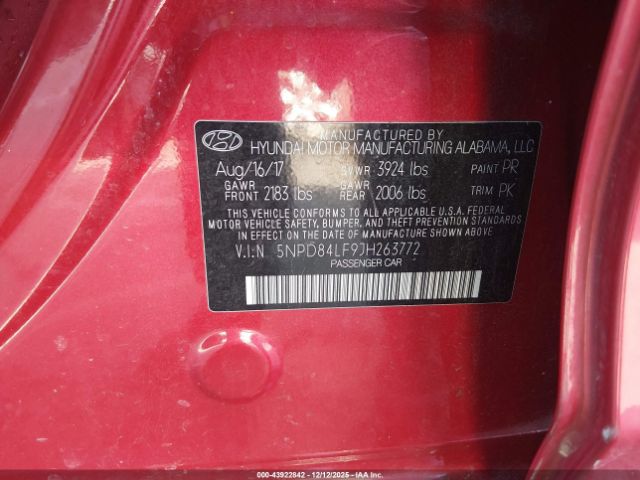 MANUFACTURED BY
HYUNDAI MOTOR MANUFACTURING ALABAMA, LLC
Aug/16/17 GVWR 3924 lbs PAINT PR
GAWR FRONT 2183 lbs GAWR REAR 2006 lbs TRIM PK
THIS VEHICLE CONFORMS TO ALL APPLICABLE U.S.A. FEDERAL
MOTOR VEHICLE SAFETY, BUMPER, AND THEFT PREVENTION
STANDARDS IN EFFECT ON THE DATE OF MANUFACTURE SHOWN ABOVE.
V.I.N 5NPD84LF9JH263772
PASSENGER CAR
00-43922842 - 12/12/2025 - Copyright IAA, LLC